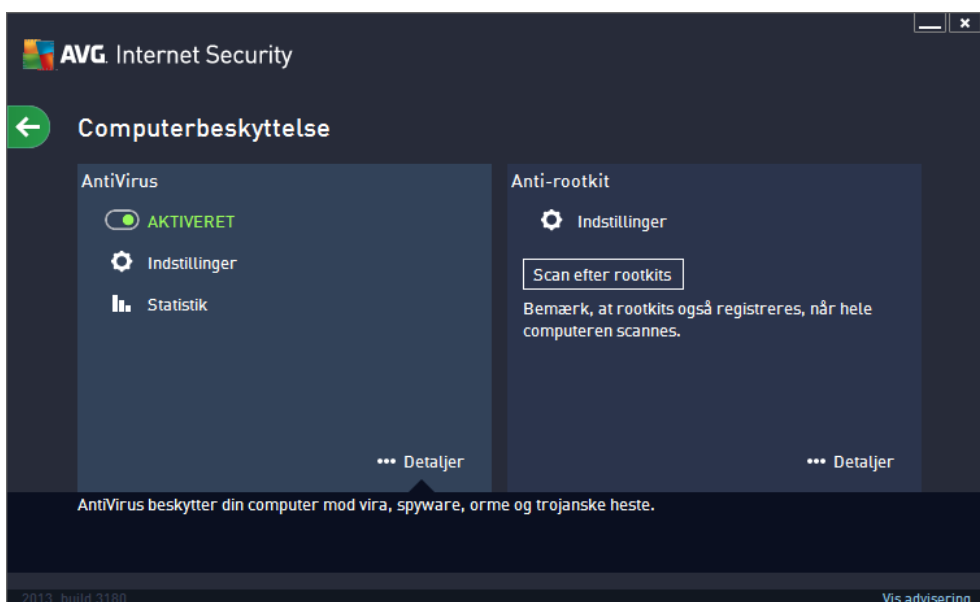 AVG. Internet Security
Computerbeskyttelse
AntiVirus
AKTIVERET
Indstillinger
Statistik
Detaljer
Anti-rootkit
Indstillinger
Scan efter rootkits
Bemærk, at rootkits også registreres, når hele
computeren scannes.
Detaljer
AntiVirus beskytter din computer mod vira, spyware, orme og trojanske heste.
2013 build 3180
Vis advisering